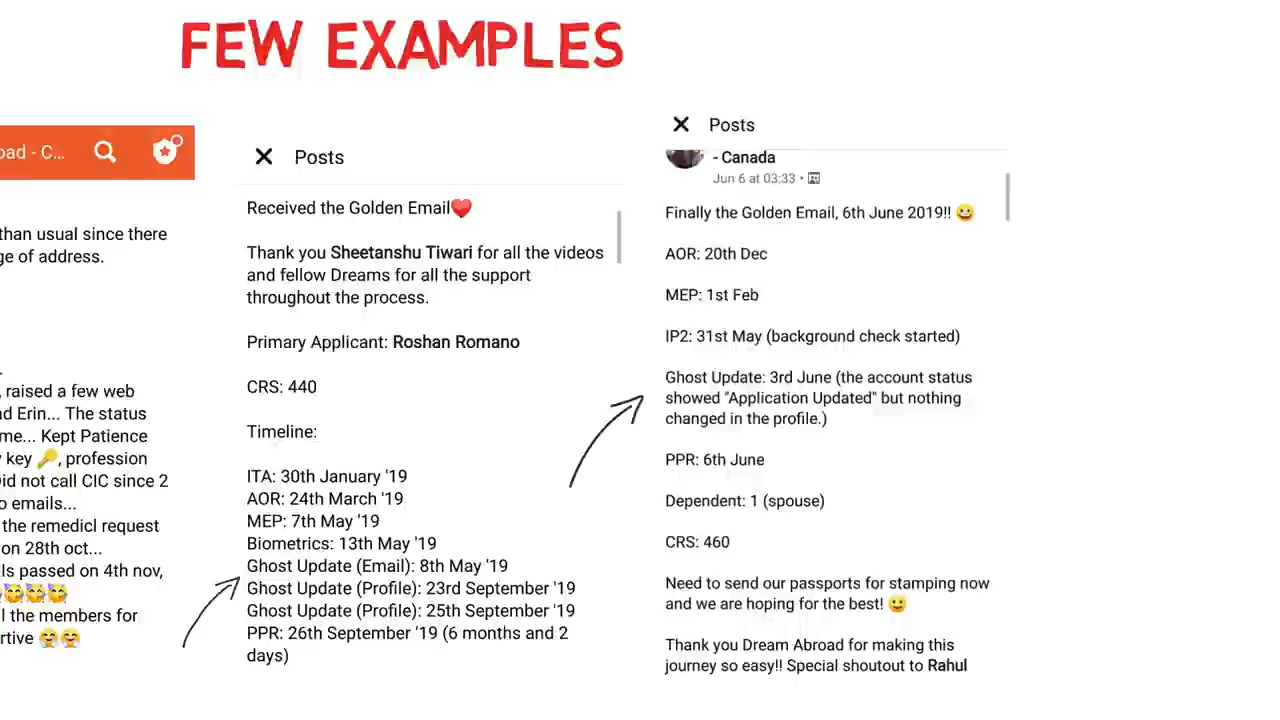 FEW EXAMPLES
oad - C...
than usual since there
ge of address.
, raised a few web
d Erin... The status
me... Kept Patience
key 🔑, profession
Did not call CIC since 2
o emails...
the remedicl request
on 28th oct...
ls passed on 4th nov,
🥳🥳🥳
l the members for
rtive 🤗🤗
Posts
Received the Golden Email❤️
Thank you Sheetanshu Tiwari for all the videos
and fellow Dreams for all the support
throughout the process.
Primary Applicant: Roshan Romano
CRS: 440
Timeline:
ITA: 30th January '19
AOR: 24th March '19
MEP: 7th May '19
Biometrics: 13th May '19
Ghost Update (Email): 8th May '19
Ghost Update (Profile): 23rd September '19
Ghost Update (Profile): 25th September '19
PPR: 26th September '19 (6 months and 2
days)
Posts
- Canada
Jun 6 at 03:33 •
Finally the Golden Email, 6th June 2019!! 😀
AOR: 20th Dec
MEP: 1st Feb
IP2: 31st May (background check started)
Ghost Update: 3rd June (the account status
showed "Application Updated" but nothing
changed in the profile.)
PPR: 6th June
Dependent: 1 (spouse)
CRS: 460
Need to send our passports for stamping now
and we are hoping for the best! 🙂
Thank you Dream Abroad for making this
journey so easy!! Special shoutout to Rahul